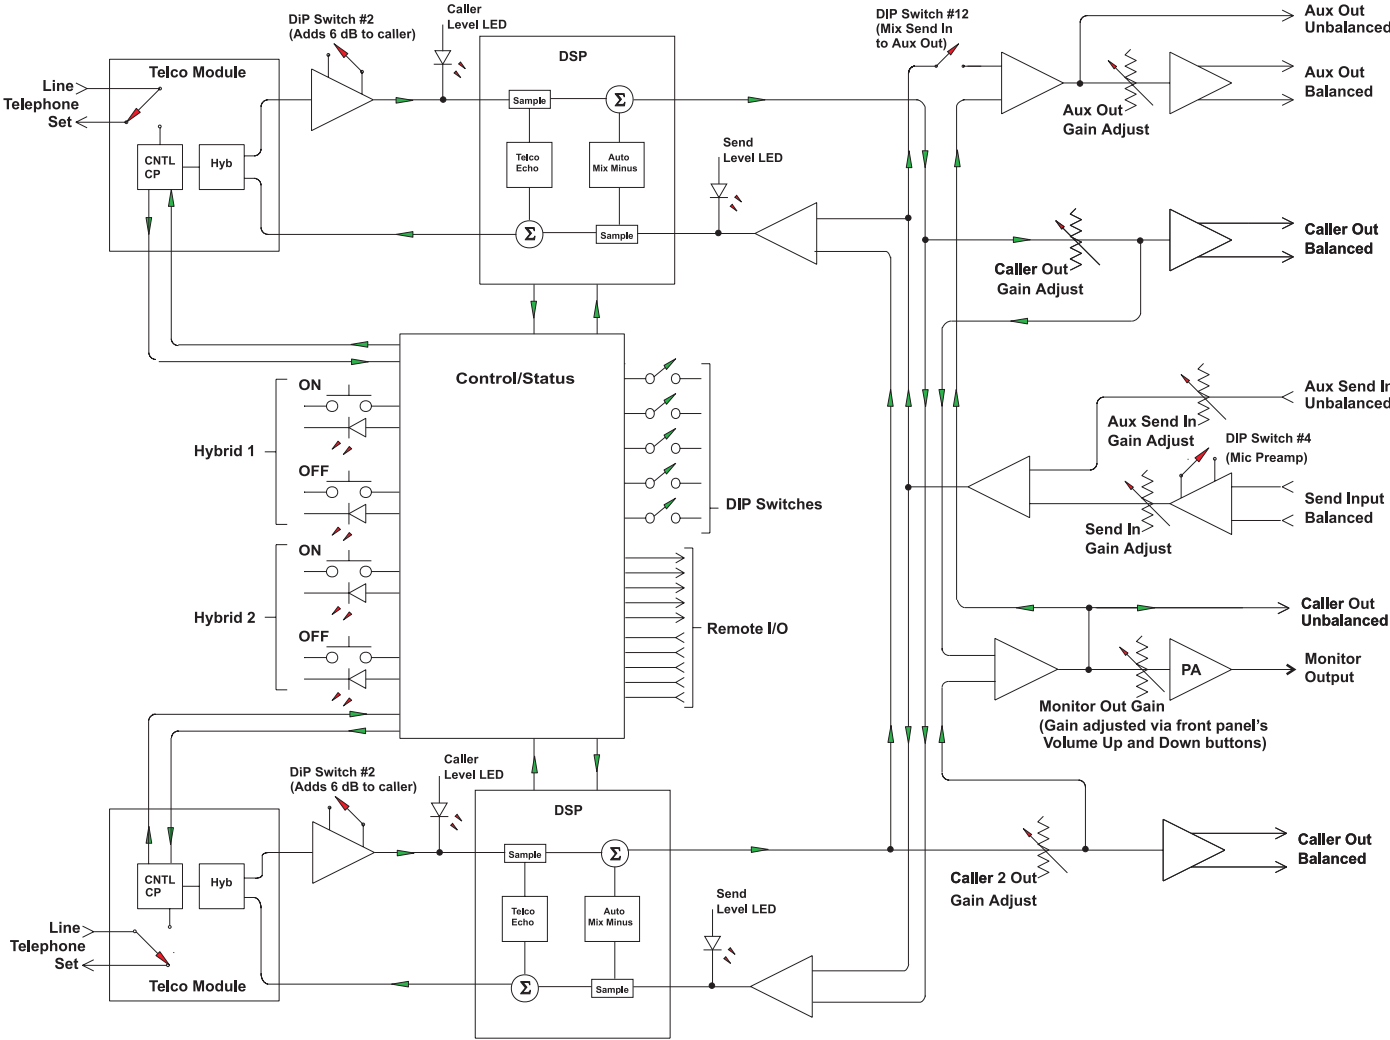 DiP Switch #2
(Adds 6 dB to caller)
Caller
Level LED
DSP
DIP Switch #12
(Mix Send In
to Aux Out)
Aux Out
Unbalanced
Telco Module
Line
Telephone
Set
CNTL
CP
Hyb
Sample
Σ
Telco
Echo
Auto
Mix Minus
Σ
Sample
Send
Level LED
Aux Out
Gain Adjust
Aux Out
Balanced
Caller Out
Gain Adjust
Caller Out
Balanced
Control/Status
ON
Hybrid 1
OFF
ON
Hybrid 2
OFF
DIP Switches
Remote I/O
Aux Send In
Unbalanced
Aux Send In
Gain Adjust
DIP Switch #4
(Mic Preamp)
Send Input
Balanced
Send In
Gain Adjust
Caller Out
Unbalanced
PA
Monitor
Output
Monitor Out Gain
(Gain adjusted via front panel's
Volume Up and Down buttons)
DiP Switch #2
(Adds 6 dB to caller)
Caller
Level LED
DSP
CNTL
CP
Hyb
Sample
Σ
Telco
Echo
Auto
Mix Minus
Σ
Sample
Send
Level LED
Line
Telephone
Set
Telco Module
Caller 2 Out
Gain Adjust
Caller Out
Balanced